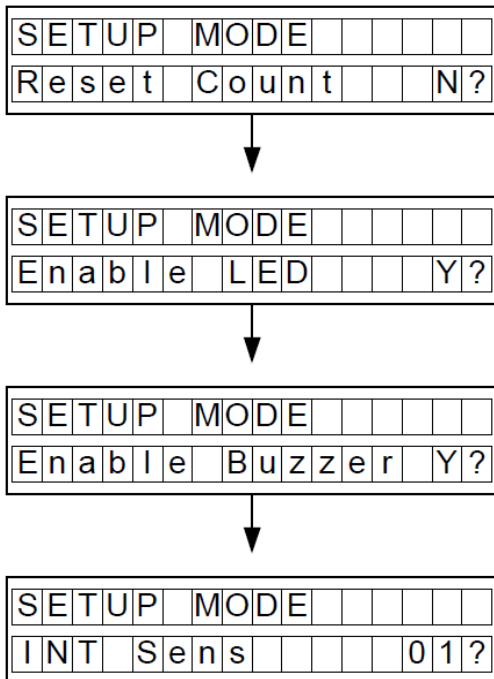 SETUP MODE
Reset Count N?
SETUP MODE
Enable LED Y?
SETUP MODE
Enable Buzzer Y?
SETUP MODE
INT Sens 01?